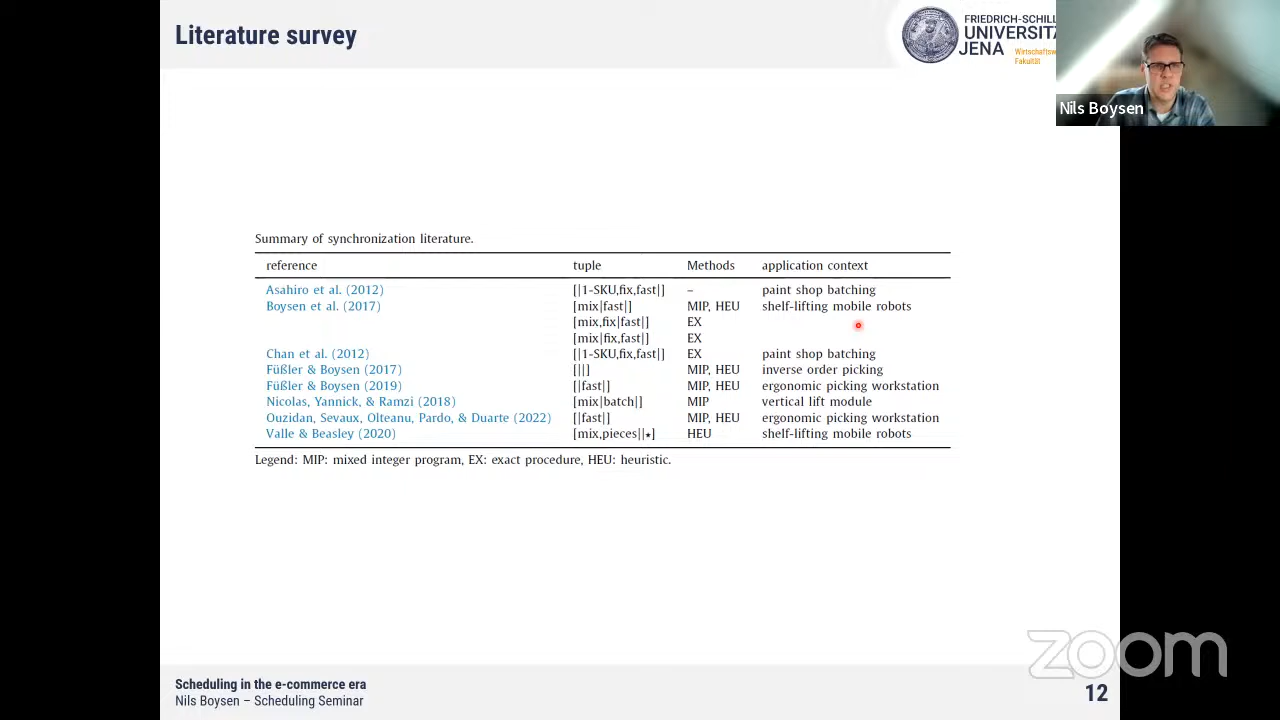 Literature survey
FRIEDRICH-SCHILL
UNIVERSITÄ
JENA
Wirtschaftsw
Fakultät
Nils Boysen
Summary of synchronization literature.
reference tuple Methods application context
Asahiro et al. (2012) [|1-SKU,fix,fast|] – paint shop batching
Boysen et al. (2017) [mix|fast|] MIP, HEU shelf-lifting mobile robots
[mix,fix|fast|] EX
[mix|fix,fast|] EX
Chan et al. (2012) [|1-SKU,fix,fast|] EX paint shop batching
Füßler & Boysen (2017) [||] MIP, HEU inverse order picking
Füßler & Boysen (2019) [|fast|] MIP, HEU ergonomic picking workstation
Nicolas, Yannick, & Ramzi (2018) [mix|batch|] MIP vertical lift module
Ouzidan, Sevaux, Olteanu, Pardo, & Duarte (2022) [|fast|] MIP, HEU ergonomic picking workstation
Valle & Beasley (2020) [mix,pieces||⋆] HEU shelf-lifting mobile robots
Legend: MIP: mixed integer program, EX: exact procedure, HEU: heuristic.
zoom
Scheduling in the e-commerce era
Nils Boysen – Scheduling Seminar
12